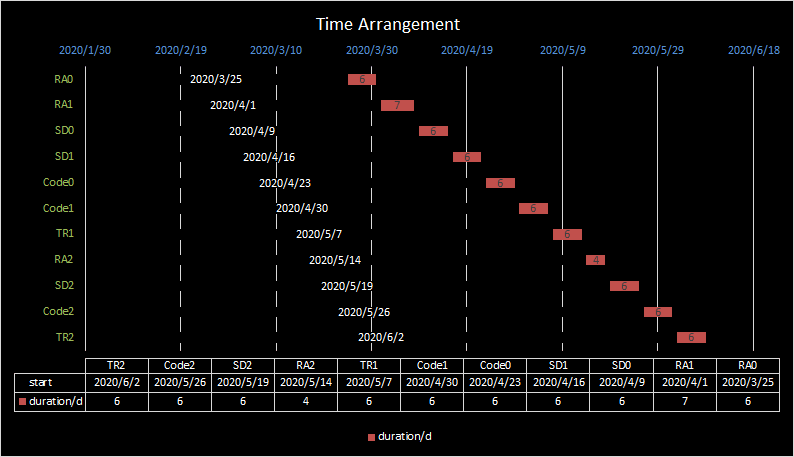 Time Arrangement
2020/1/30 2020/2/19 2020/3/10 2020/3/30 2020/4/19 2020/5/9 2020/5/29 2020/6/18
RA0 2020/3/25 6
RA1 2020/4/1 7
SD0 2020/4/9 6
SD1 2020/4/16 6
Code0 2020/4/23 6
Code1 2020/4/30 6
TR1 2020/5/7 6
RA2 2020/5/14 4
SD2 2020/5/19 6
Code2 2020/5/26 6
TR2 2020/6/2 6
TR2 Code2 SD2 RA2 TR1 Code1 Code0 SD1 SD0 RA1 RA0
start 2020/6/2 2020/5/26 2020/5/19 2020/5/14 2020/5/7 2020/4/30 2020/4/23 2020/4/16 2020/4/9 2020/4/1 2020/3/25
duration/d 6 6 6 4 6 6 6 6 6 7 6
duration/d